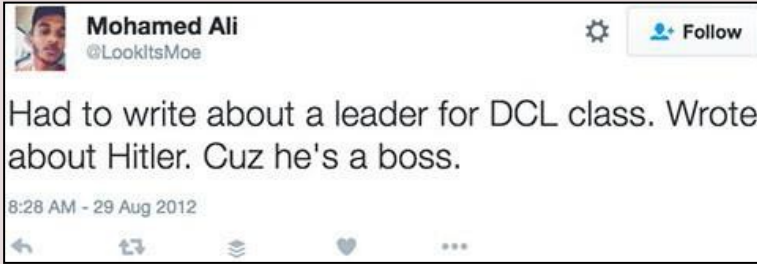 Mohamed Ali
@LookItsMoe
Follow
Had to write about a leader for DCL class. Wrote
about Hitler. Cuz he's a boss.
8:28 AM - 29 Aug 2012